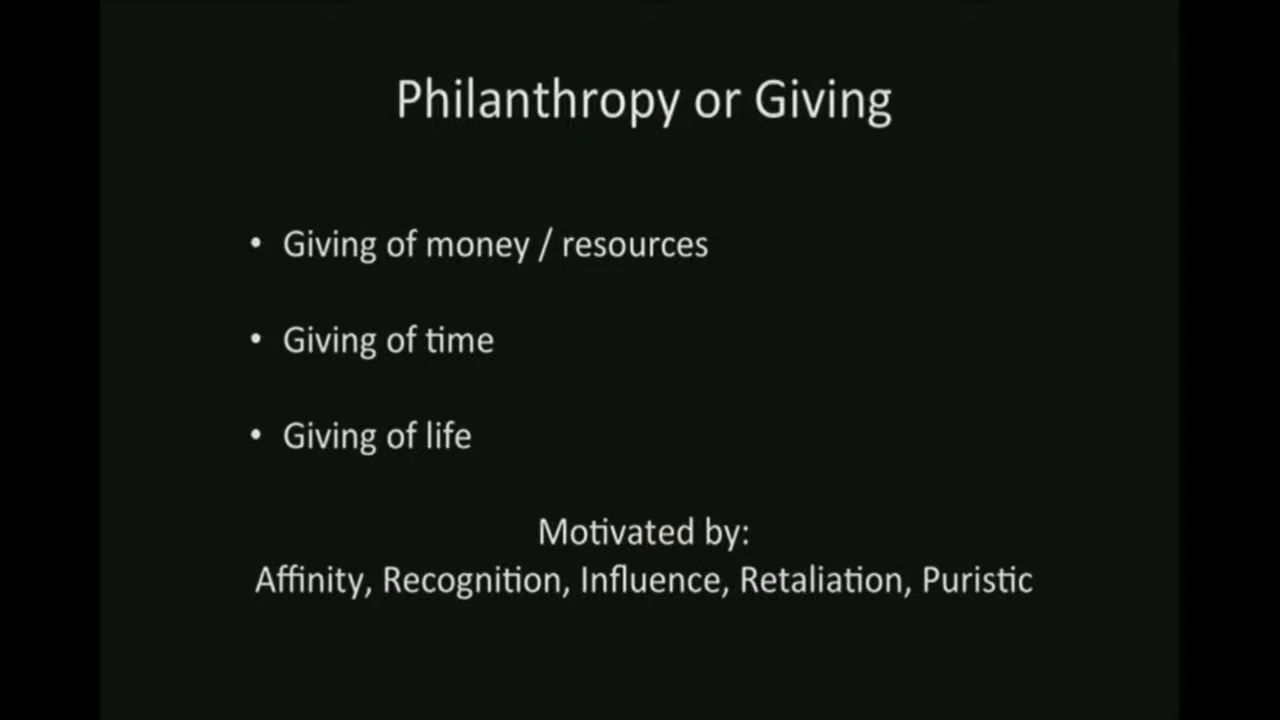 Philanthropy or Giving
• Giving of money / resources
• Giving of time
• Giving of life
Motivated by:
Affinity, Recognition, Influence, Retaliation, Puristic